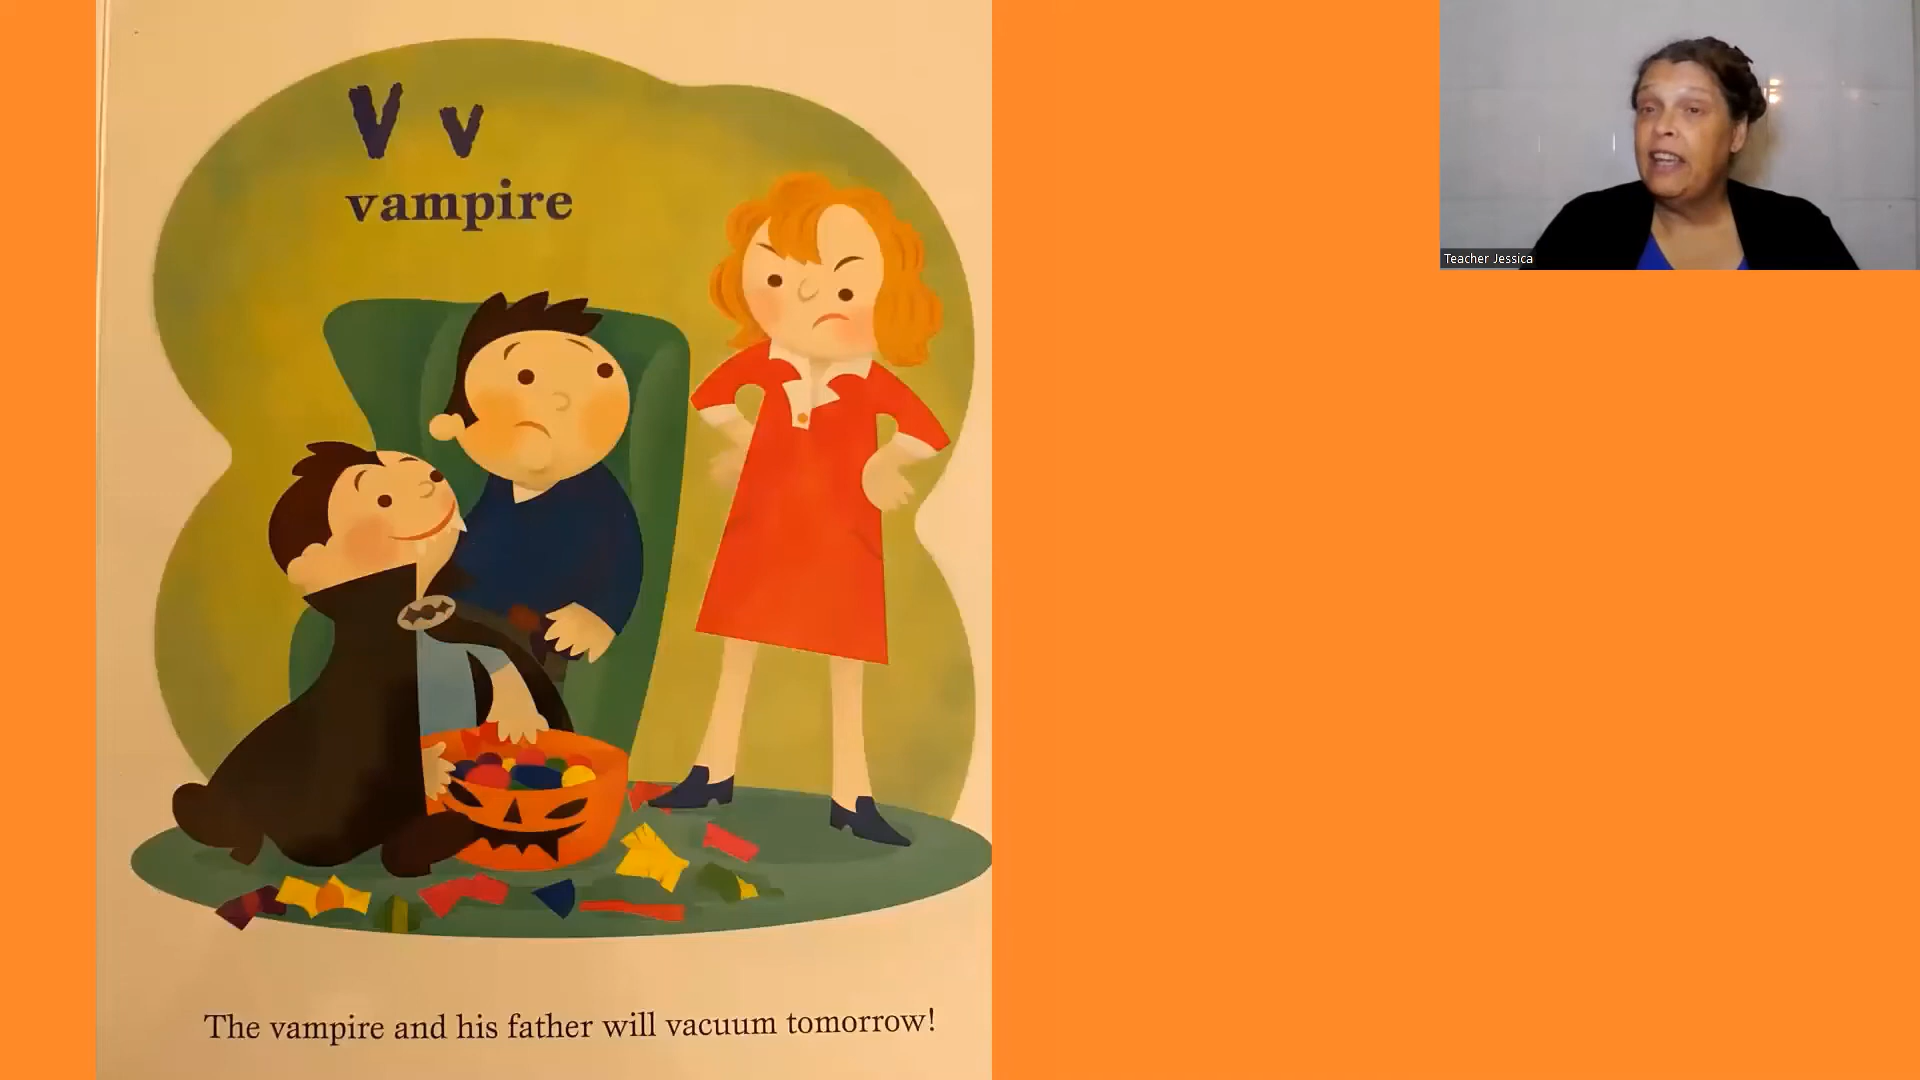 V v
vampire
Teacher Jessica
The vampire and his father will vacuum tomorrow!